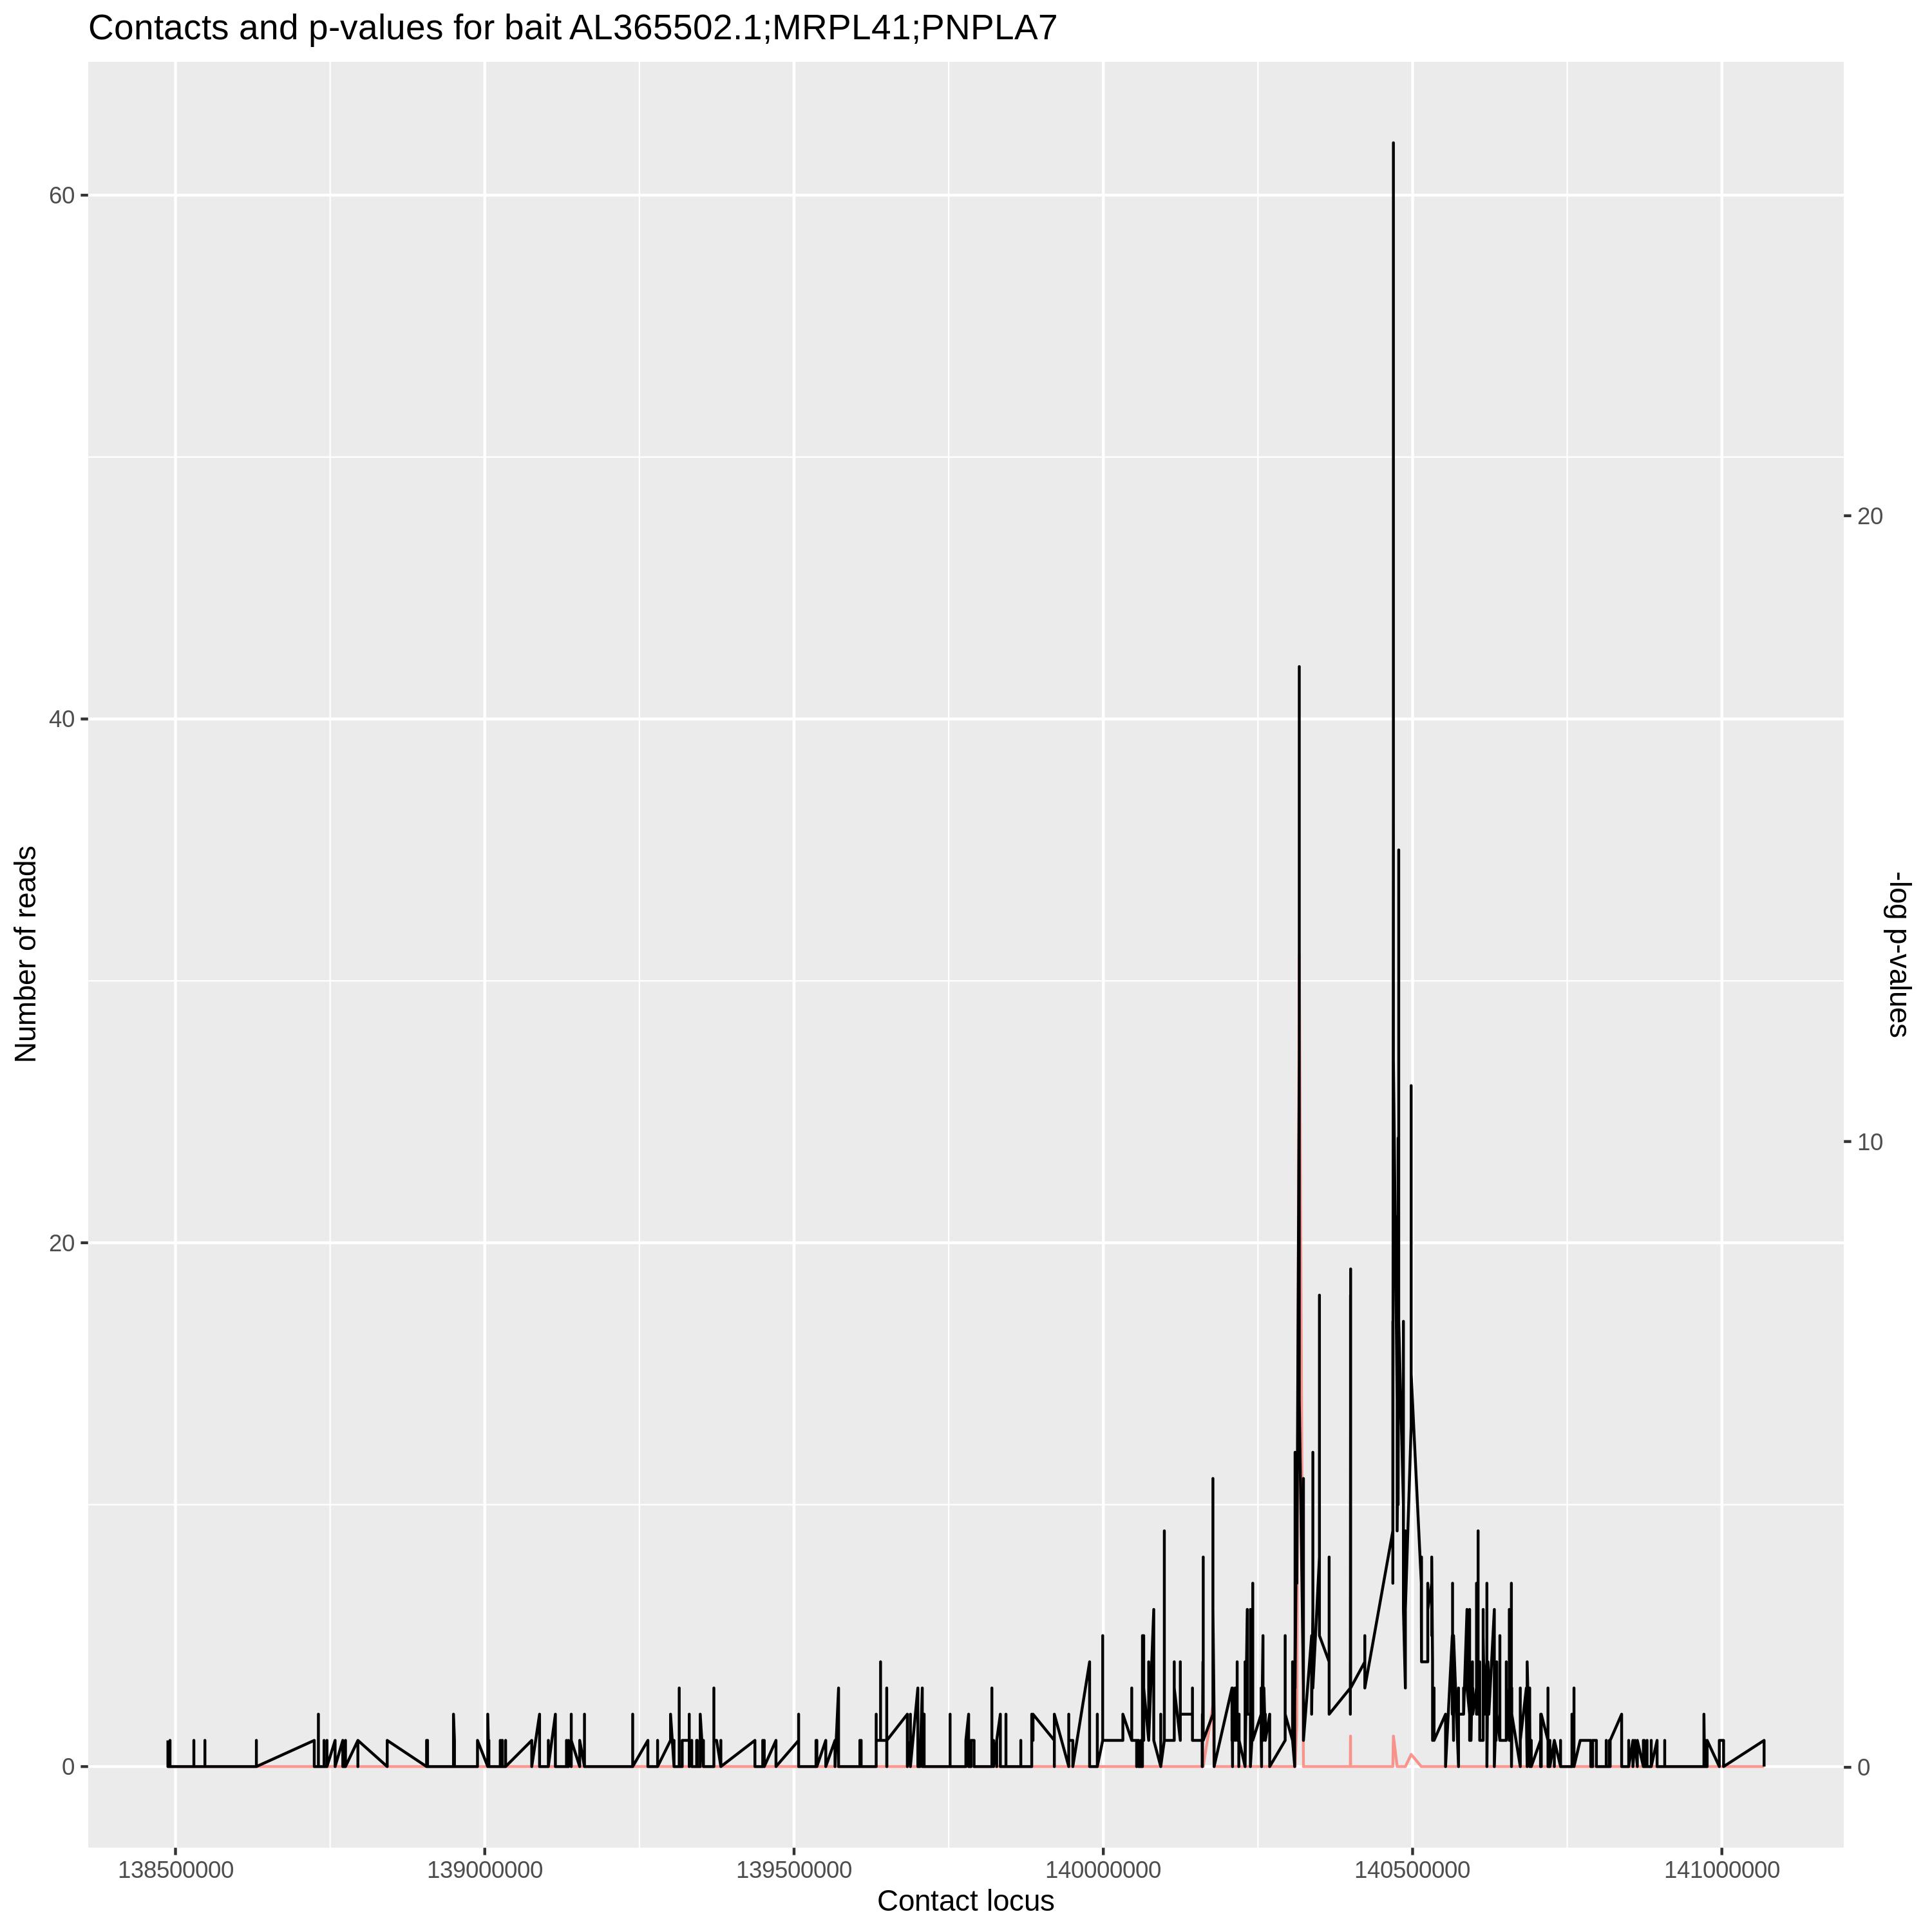 Contacts and p-values for bait AL365502.1;MRPL41;PNPLA7
60
40
20
0
20
10
0
Number of reads
-log p-values
138500000 139000000 139500000 140000000 140500000 141000000
Contact locus